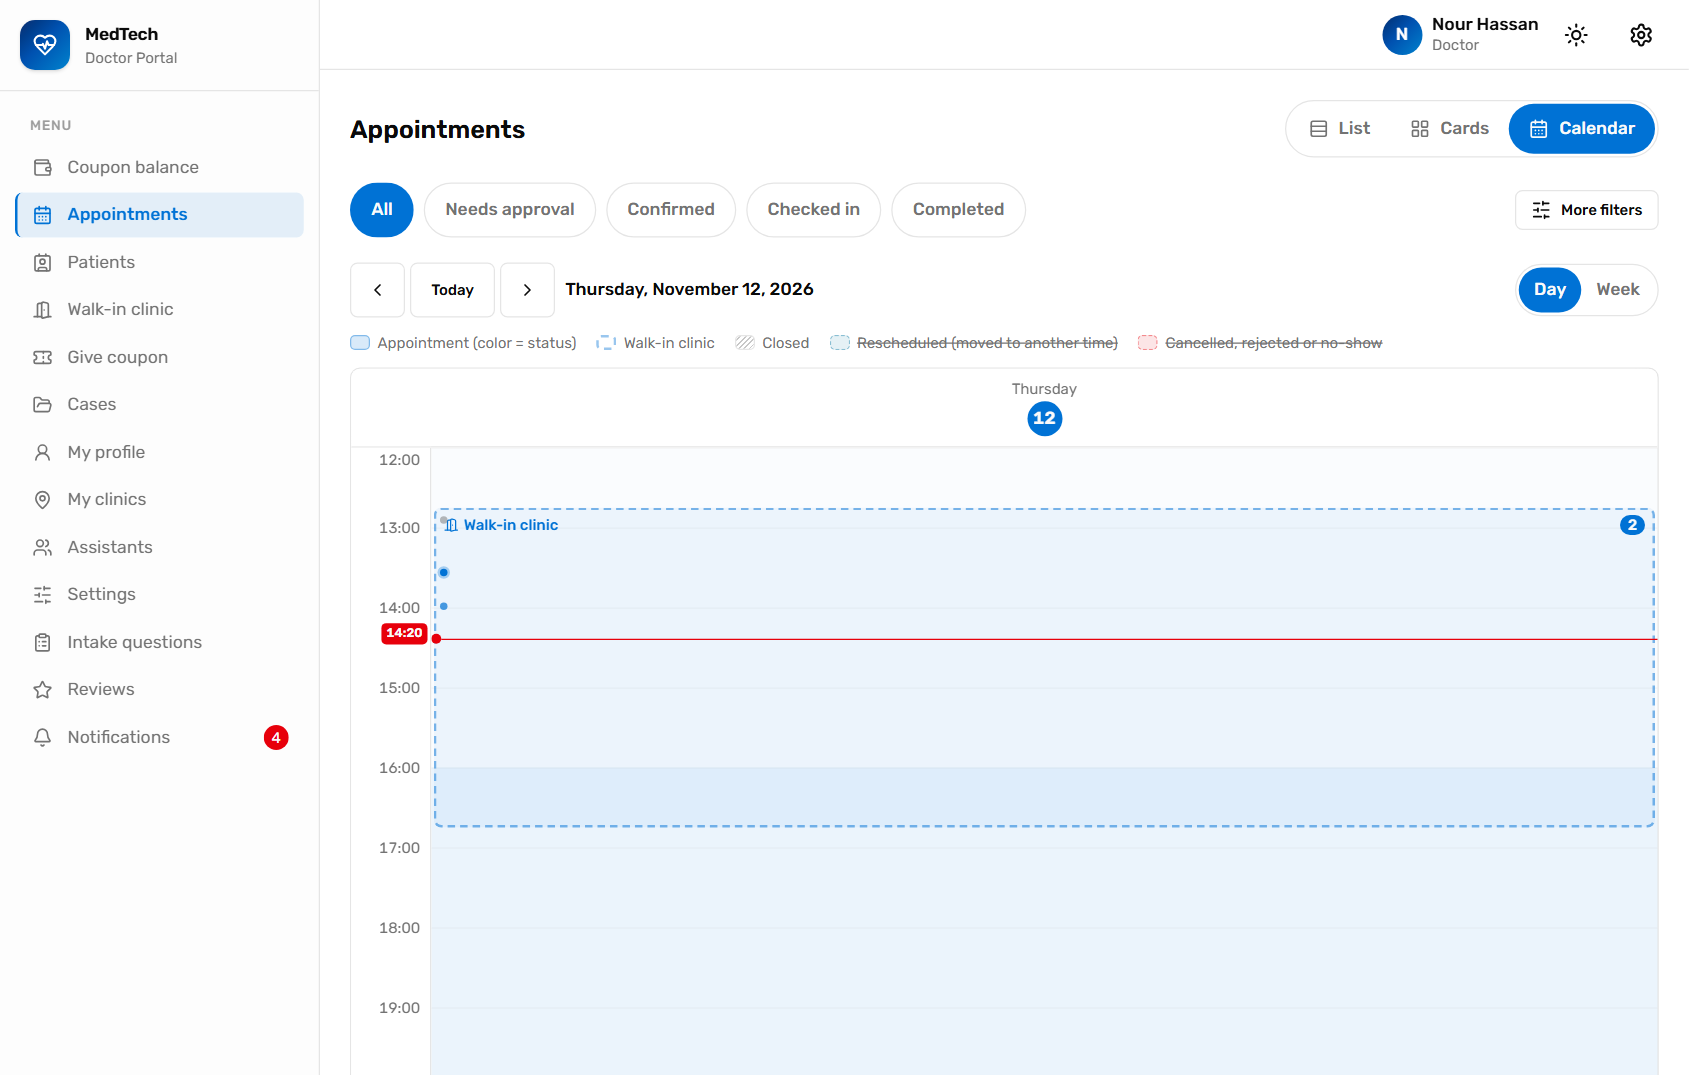 MedTech
Doctor Portal
MENU
Coupon balance
Appointments
Patients
Walk-in clinic
Give coupon
Cases
My profile
My clinics
Assistants
Settings
Intake questions
Reviews
Notifications 4
N Nour Hassan
Doctor
Appointments
List Cards Calendar
All Needs approval Confirmed Checked in Completed
More filters
Today Thursday, November 12, 2026
Day Week
Appointment (color = status) Walk-in clinic Closed Rescheduled (moved to another time) Cancelled, rejected or no-show
Thursday
12
12:00
Walk-in clinic 2
13:00
14:00
14:20
15:00
16:00
17:00
18:00
19:00